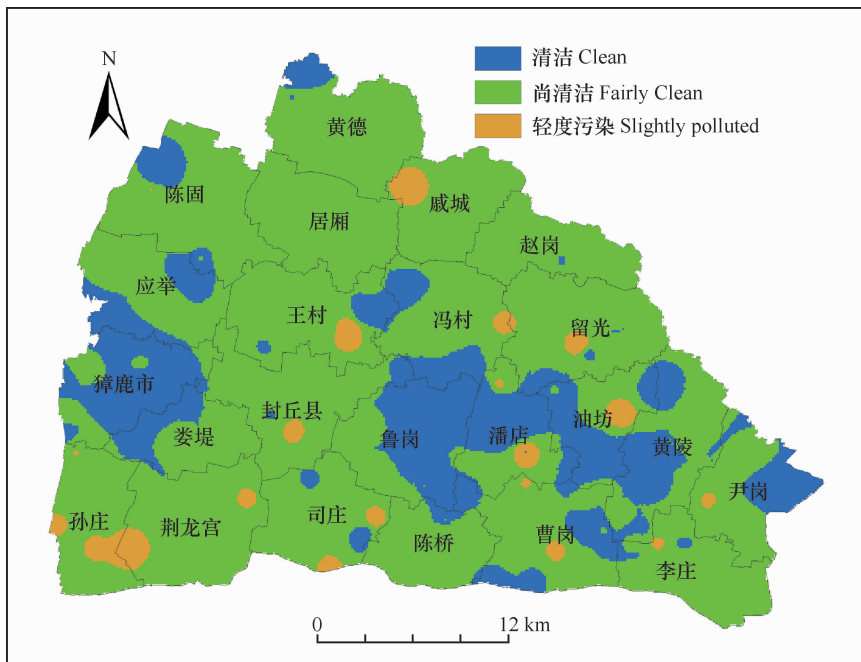 N
清洁 Clean
尚清洁 Fairly Clean
轻度污染 Slightly polluted
黄德
陈固
戚城
居厢
赵岗
应举
王村
冯村
留光
獐鹿市
封丘县
娄堤
鲁岗
潘店
油坊
黄陵
尹岗
孙庄
荆龙宫
司庄
陈桥
曹岗
李庄
0 12 km